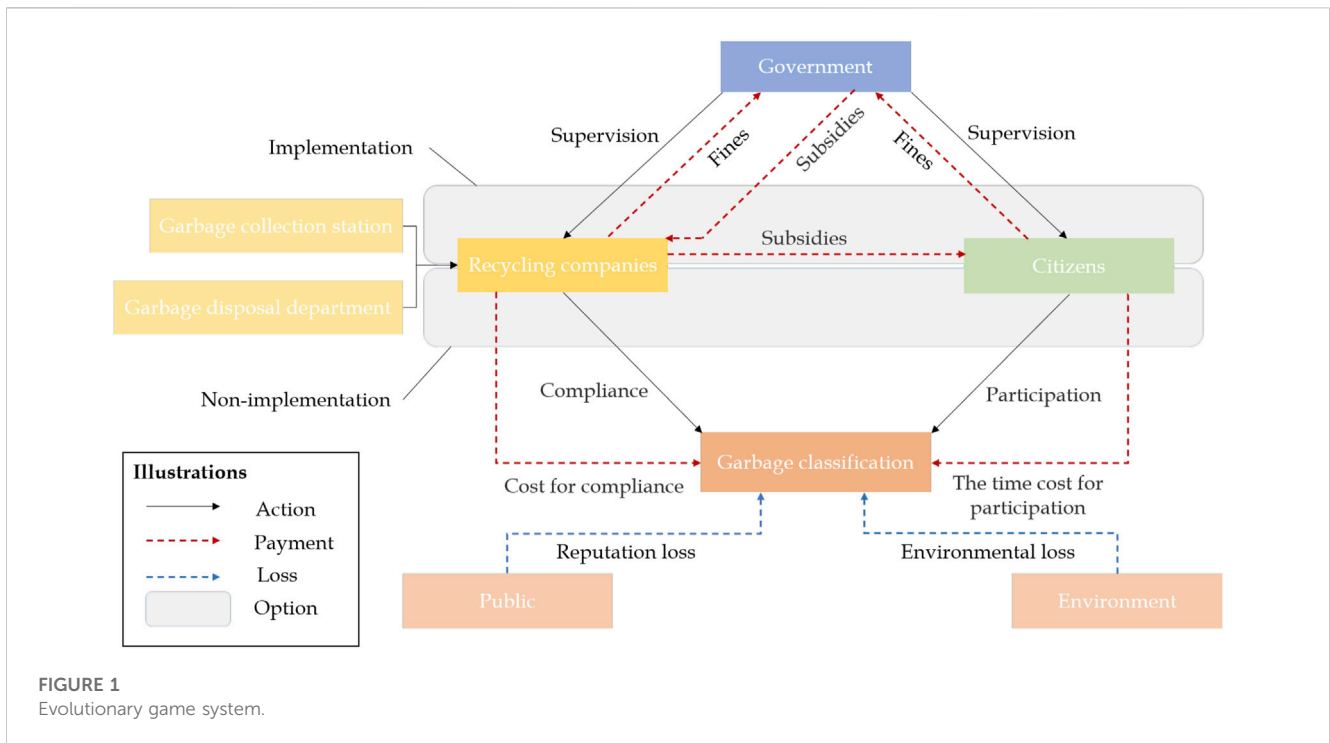 Government
Supervision
Fines
Subsidies
Fines
Supervision
Implementation
Garbage collection station
Subsidies
Recycling companies
Citizens
Garbage disposal department
Non-implementation
Compliance
Participation
Garbage classification
Cost for compliance
The time cost for
participation
Reputation loss
Environmental loss
Public
Environment
Illustrations
Action
Payment
Loss
Option
FIGURE 1
Evolutionary game system.